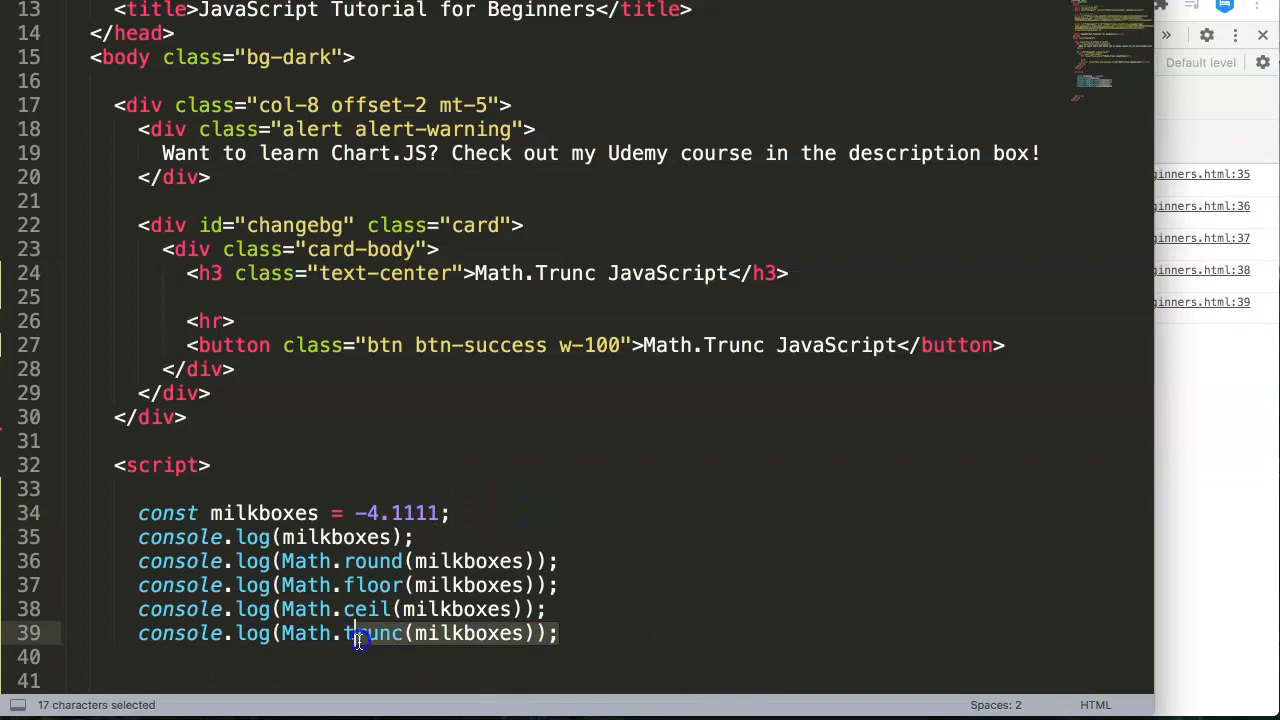 13 <title>JavaScript Tutorial for Beginners</title>
14 </head>
15 <body class="bg-dark">
16
17 <div class="col-8 offset-2 mt-5">
18 <div class="alert alert-warning">
19 Want to learn Chart.JS? Check out my Udemy course in the description box!
20 </div>
21
22 <div id="changebg" class="card">
23 <div class="card-body">
24 <h3 class="text-center">Math.Trunc JavaScript</h3>
25
26 <hr>
27 <button class="btn btn-success w-100">Math.Trunc JavaScript</button>
28 </div>
29 </div>
30 </div>
31
32 <script>
33
34 const milkboxes = -4.1111;
35 console.log(milkboxes);
36 console.log(Math.round(milkboxes));
37 console.log(Math.floor(milkboxes));
38 console.log(Math.ceil(milkboxes));
39 console.log(Math.trunc(milkboxes));
40
41
17 characters selected
Spaces: 2
HTML
»
Default level
ginners.html:35
ginners.html:36
ginners.html:37
ginners.html:38
ginners.html:39